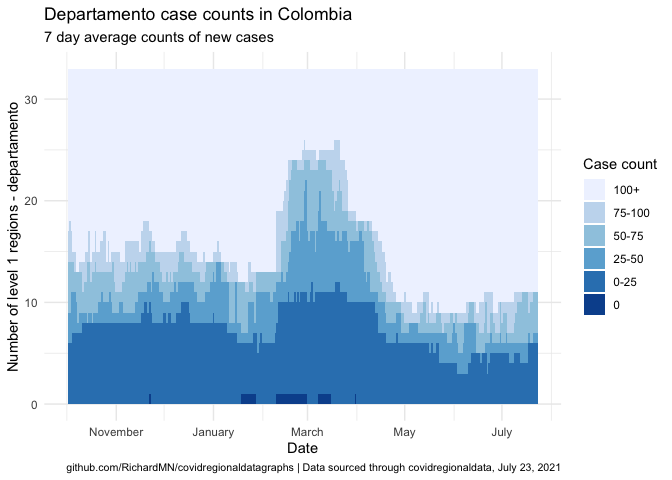 Departamento case counts in Colombia
7 day average counts of new cases
Number of level 1 regions - departamento
30
20
10
0
November
January
March
May
July
Date
Case count
100+
75-100
50-75
25-50
0-25
0
github.com/RichardMN/covidregionaldatagraphs | Data sourced through covidregionaldata, July 23, 2021